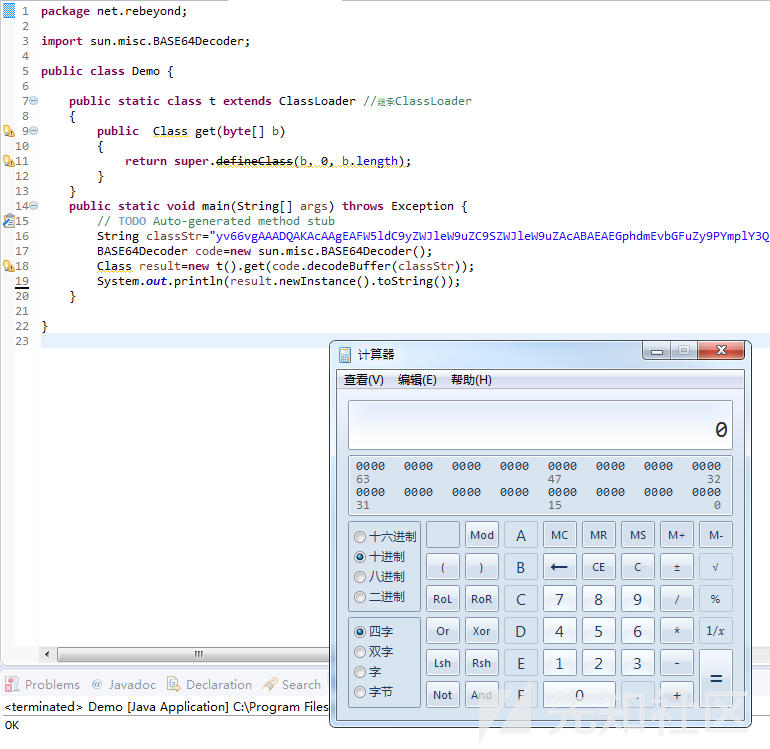 1 package net.rebeyond;
2
3 import sun.misc.BASE64Decoder;
4
5 public class Demo {
6
7 public static class t extends ClassLoader //继承ClassLoader
8 {
9 public Class get(byte[] b)
10 {
11 return super.defineClass(b, 0, b.length);
12 }
13 }
14 public static void main(String[] args) throws Exception {
15 // TODO Auto-generated method stub
16 String classStr="yv66vgAAADQAKAcAAgEAFW5ldC9yZWJleW9uZC9SZWJleW9uZAcABAEAEGphdmEvbGFuZy9PYmplY3Q
17 BASE64Decoder code=new sun.misc.BASE64Decoder();
18 Class result=new t().get(code.decodeBuffer(classStr));
19 System.out.println(result.newInstance().toString());
20 }
21
22 }
23
计算器
查看(V) 编辑(E) 帮助(H)
0
0000 0000 0000 0000 0000 0000 0000 0000
63 47 32
0000 0000 0000 0000 0000 0000 0000 0000
31 15 0
十六进制 Mod A MC MR MS M+ M-
十进制 ( ) B ← CE C ± √
八进制
二进制 RoL RoR C 7 8 9 / %
四字 Or Xor D 4 5 6 * 1/x
双字
字 Lsh Rsh E 1 2 3 - =
字节 Not And F 0 . +
Problems @ Javadoc Declaration Search
<terminated> Demo [Java Application] C:\Program Files
OK
先知社区